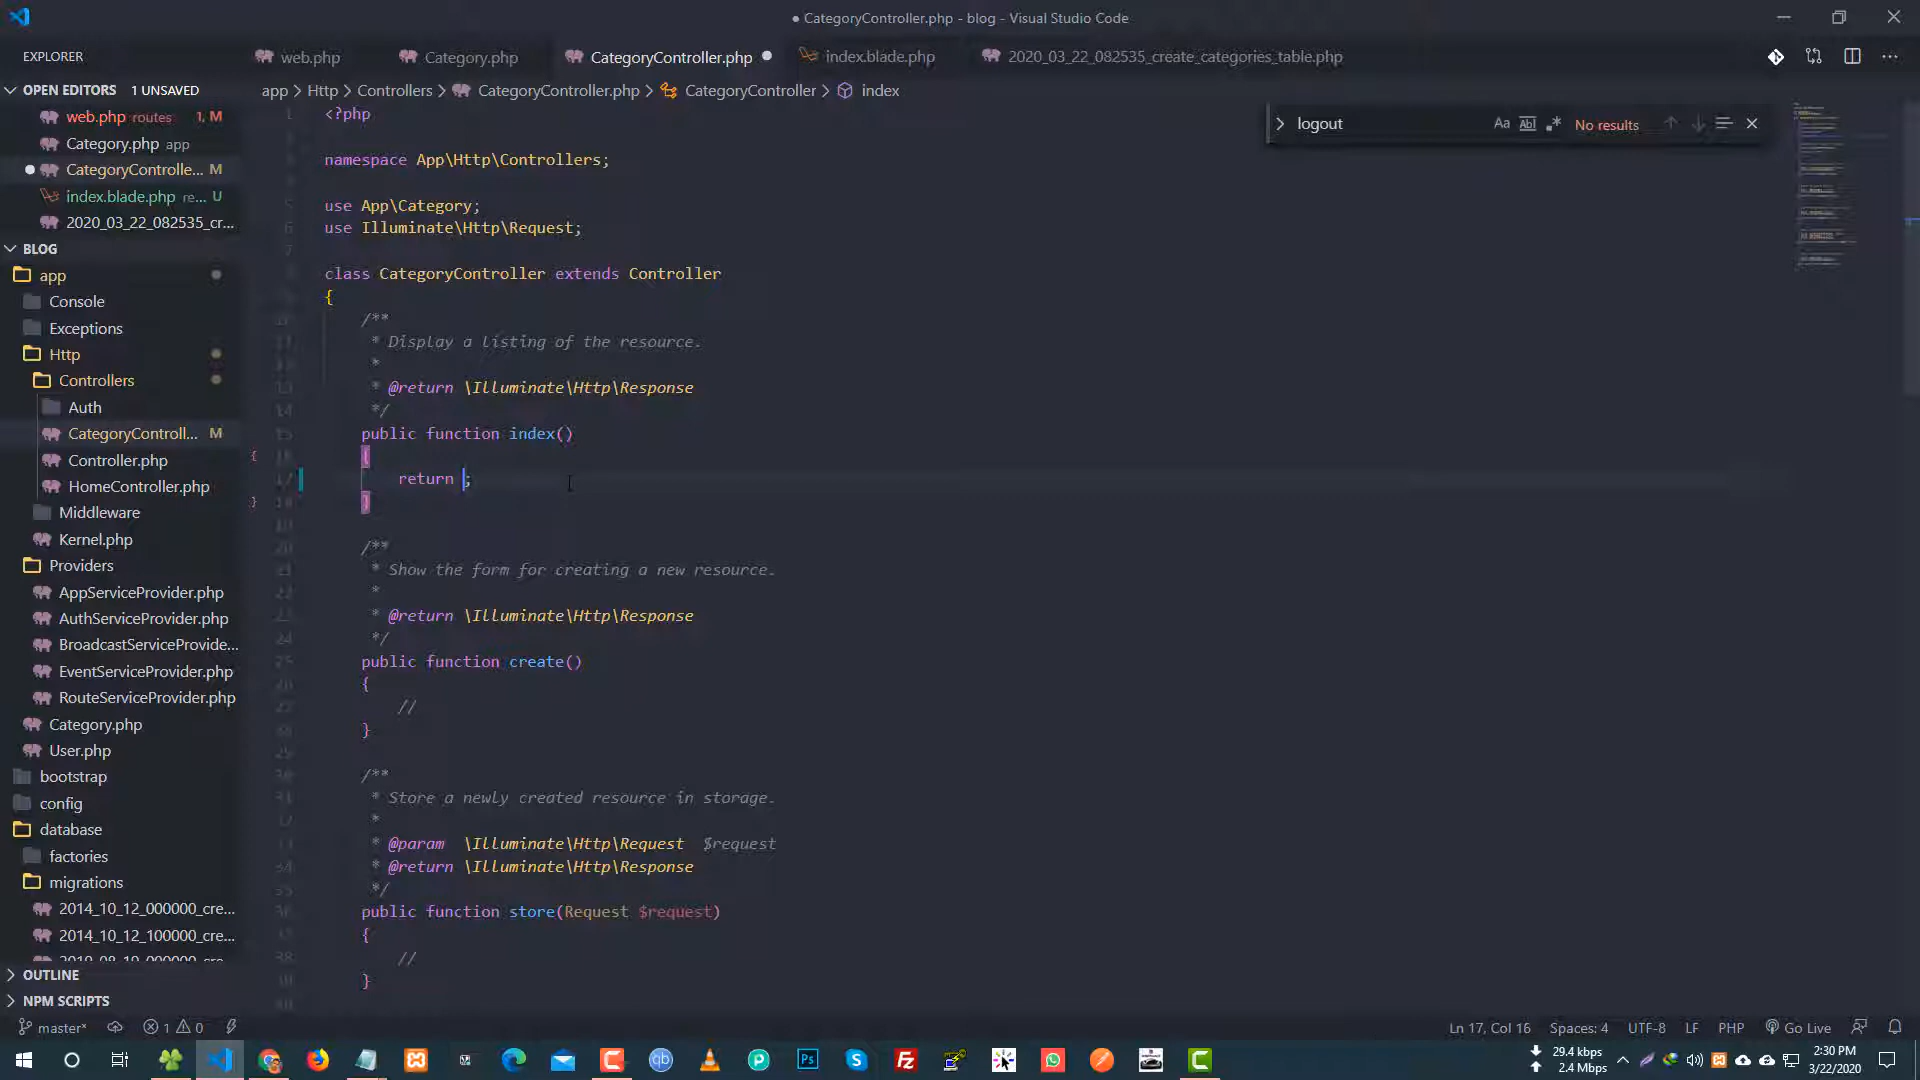 ● CategoryController.php - blog - Visual Studio Code
EXPLORER
web.php
Category.php
CategoryController.php
index.blade.php
2020_03_22_082535_create_categories_table.php
OPEN EDITORS 1 UNSAVED
web.php routes 1, M
Category.php app
CategoryControlle... M
index.blade.php re... U
2020_03_22_082535_cr...
BLOG
app
Console
Exceptions
Http
Controllers
Auth
CategoryControll... M
Controller.php
HomeController.php
Middleware
Kernel.php
Providers
AppServiceProvider.php
AuthServiceProvider.php
BroadcastServiceProvide...
EventServiceProvider.php
RouteServiceProvider.php
Category.php
User.php
bootstrap
config
database
factories
migrations
2014_10_12_000000_cre...
2014_10_12_100000_cre...
2019_08_19_000000_cre...
OUTLINE
NPM SCRIPTS
app > Http > Controllers > CategoryController.php > CategoryController > index
logout
Aa Abl .* No results
<?php
namespace App\Http\Controllers;
use App\Category;
use Illuminate\Http\Request;
class CategoryController extends Controller
{
/**
* Display a listing of the resource.
*
* @return \Illuminate\Http\Response
*/
public function index()
{
return ;
}
/**
* Show the form for creating a new resource.
*
* @return \Illuminate\Http\Response
*/
public function create()
{
//
}
/**
* Store a newly created resource in storage.
*
* @param  \Illuminate\Http\Request  $request
* @return \Illuminate\Http\Response
*/
public function store(Request $request)
{
//
}
master* 1 0
Ln 17, Col 16 Spaces: 4 UTF-8 LF PHP Go Live
29.4 kbps
2.4 Mbps
2:30 PM
3/22/2020